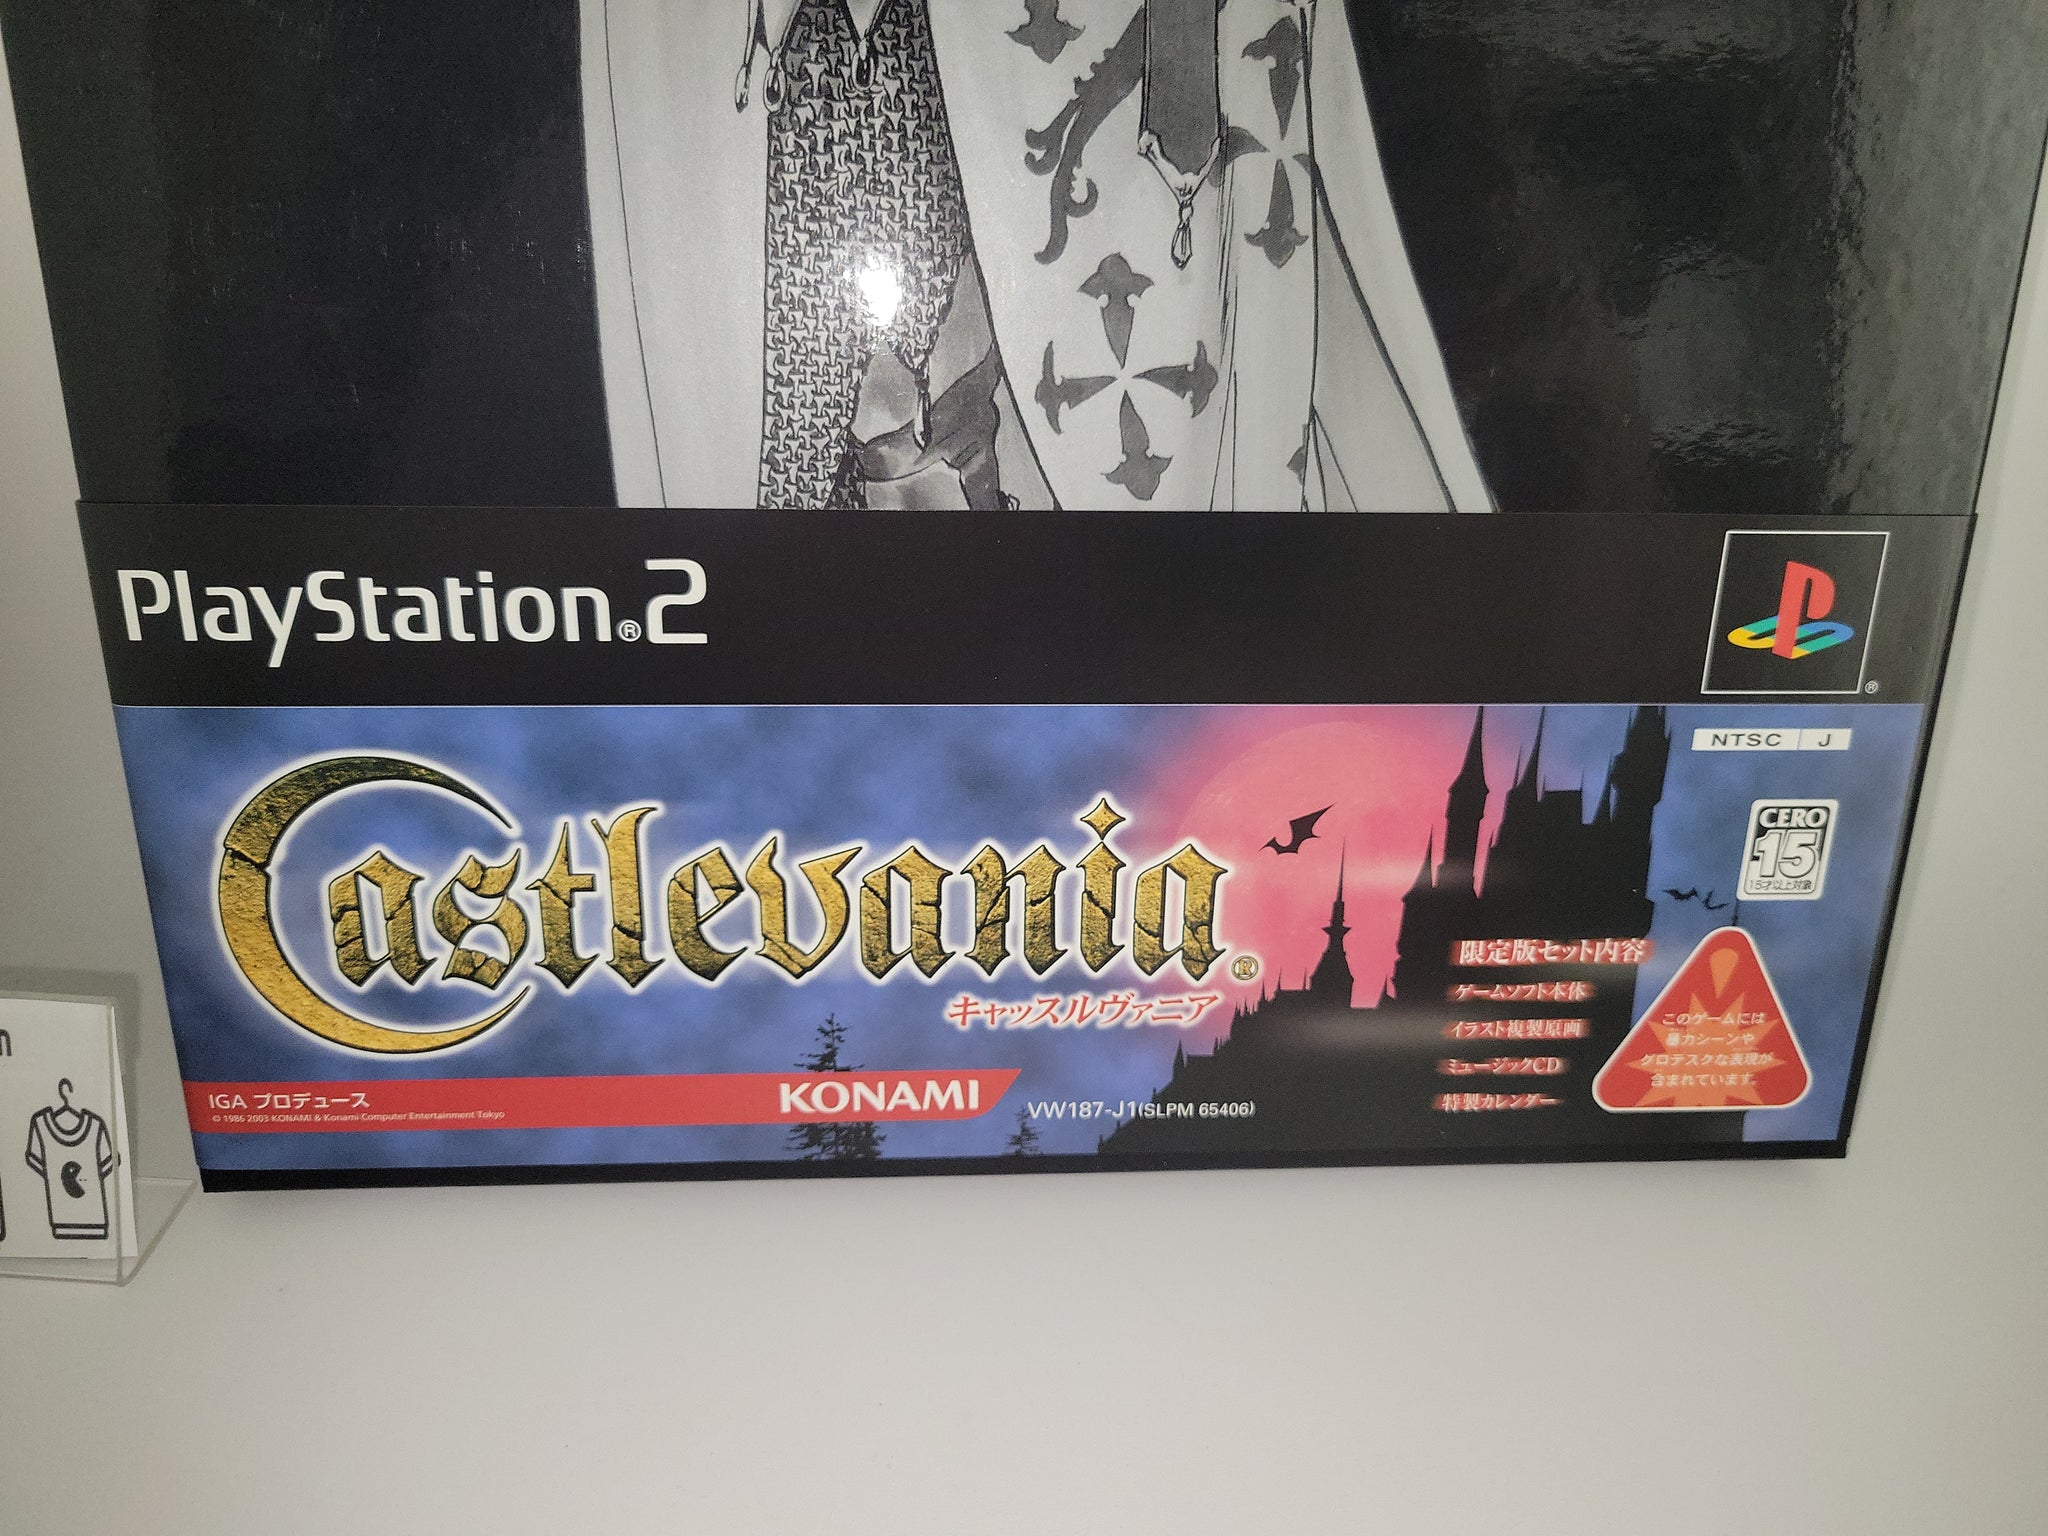 PlayStation®2
NTSC J
CERO
15
15才以上対象
Castlevania®
キャッスルヴァニア
限定版セット内容
ゲームソフト本体
イラスト複製原画
ミュージックCD
特製カレンダー
このゲームには
暴力シーンや
グロテスクな表現が
含まれています。
IGA プロデュース
© 1986 2003 KONAMI & Konami Computer Entertainment Tokyo
KONAMI
VW187-J1(SLPM 65406)